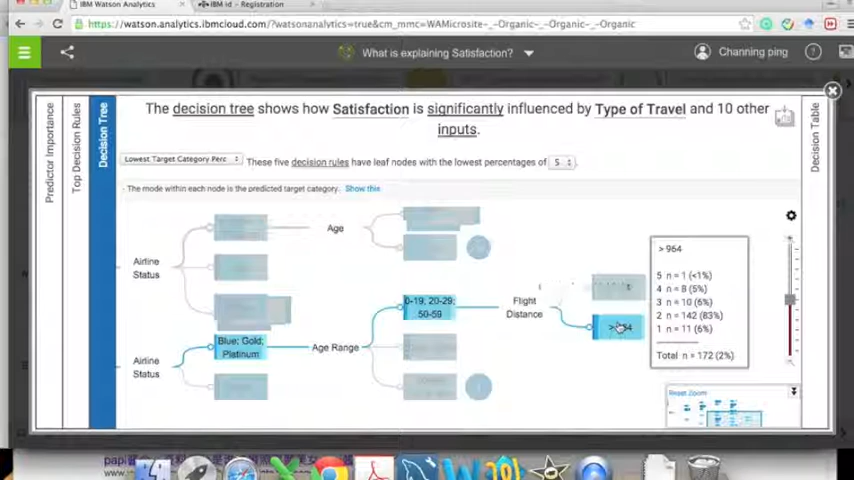 IBM Watson Analytics
IBM id - Registration
https://watson.analytics.ibmcloud.com/?watsonanalytics=true&cm_mmc=WAMicrosite-_-Organic-_-Organic-_-Organic
What is explaining Satisfaction?
Channing ping
?
Predictor Importance
Top Decision Rules
Decision Tree
Decision Table
The decision tree shows how Satisfaction is significantly influenced by Type of Travel and 10 other
inputs.
Lowest Target Category Perc
These five decision rules have leaf nodes with the lowest percentages of
5
The mode within each node is the predicted target category. Show this
Airline
Status
Age
Airline
Status
Blue; Gold;
Platinum
Age Range
0-19; 20-29;
50-59
Flight
Distance
> 964
5 n = 1 (<1%)
4 n = 8 (5%)
3 n = 10 (6%)
2 n = 142 (83%)
1 n = 11 (6%)
Total n = 172 (2%)
Reset Zoom